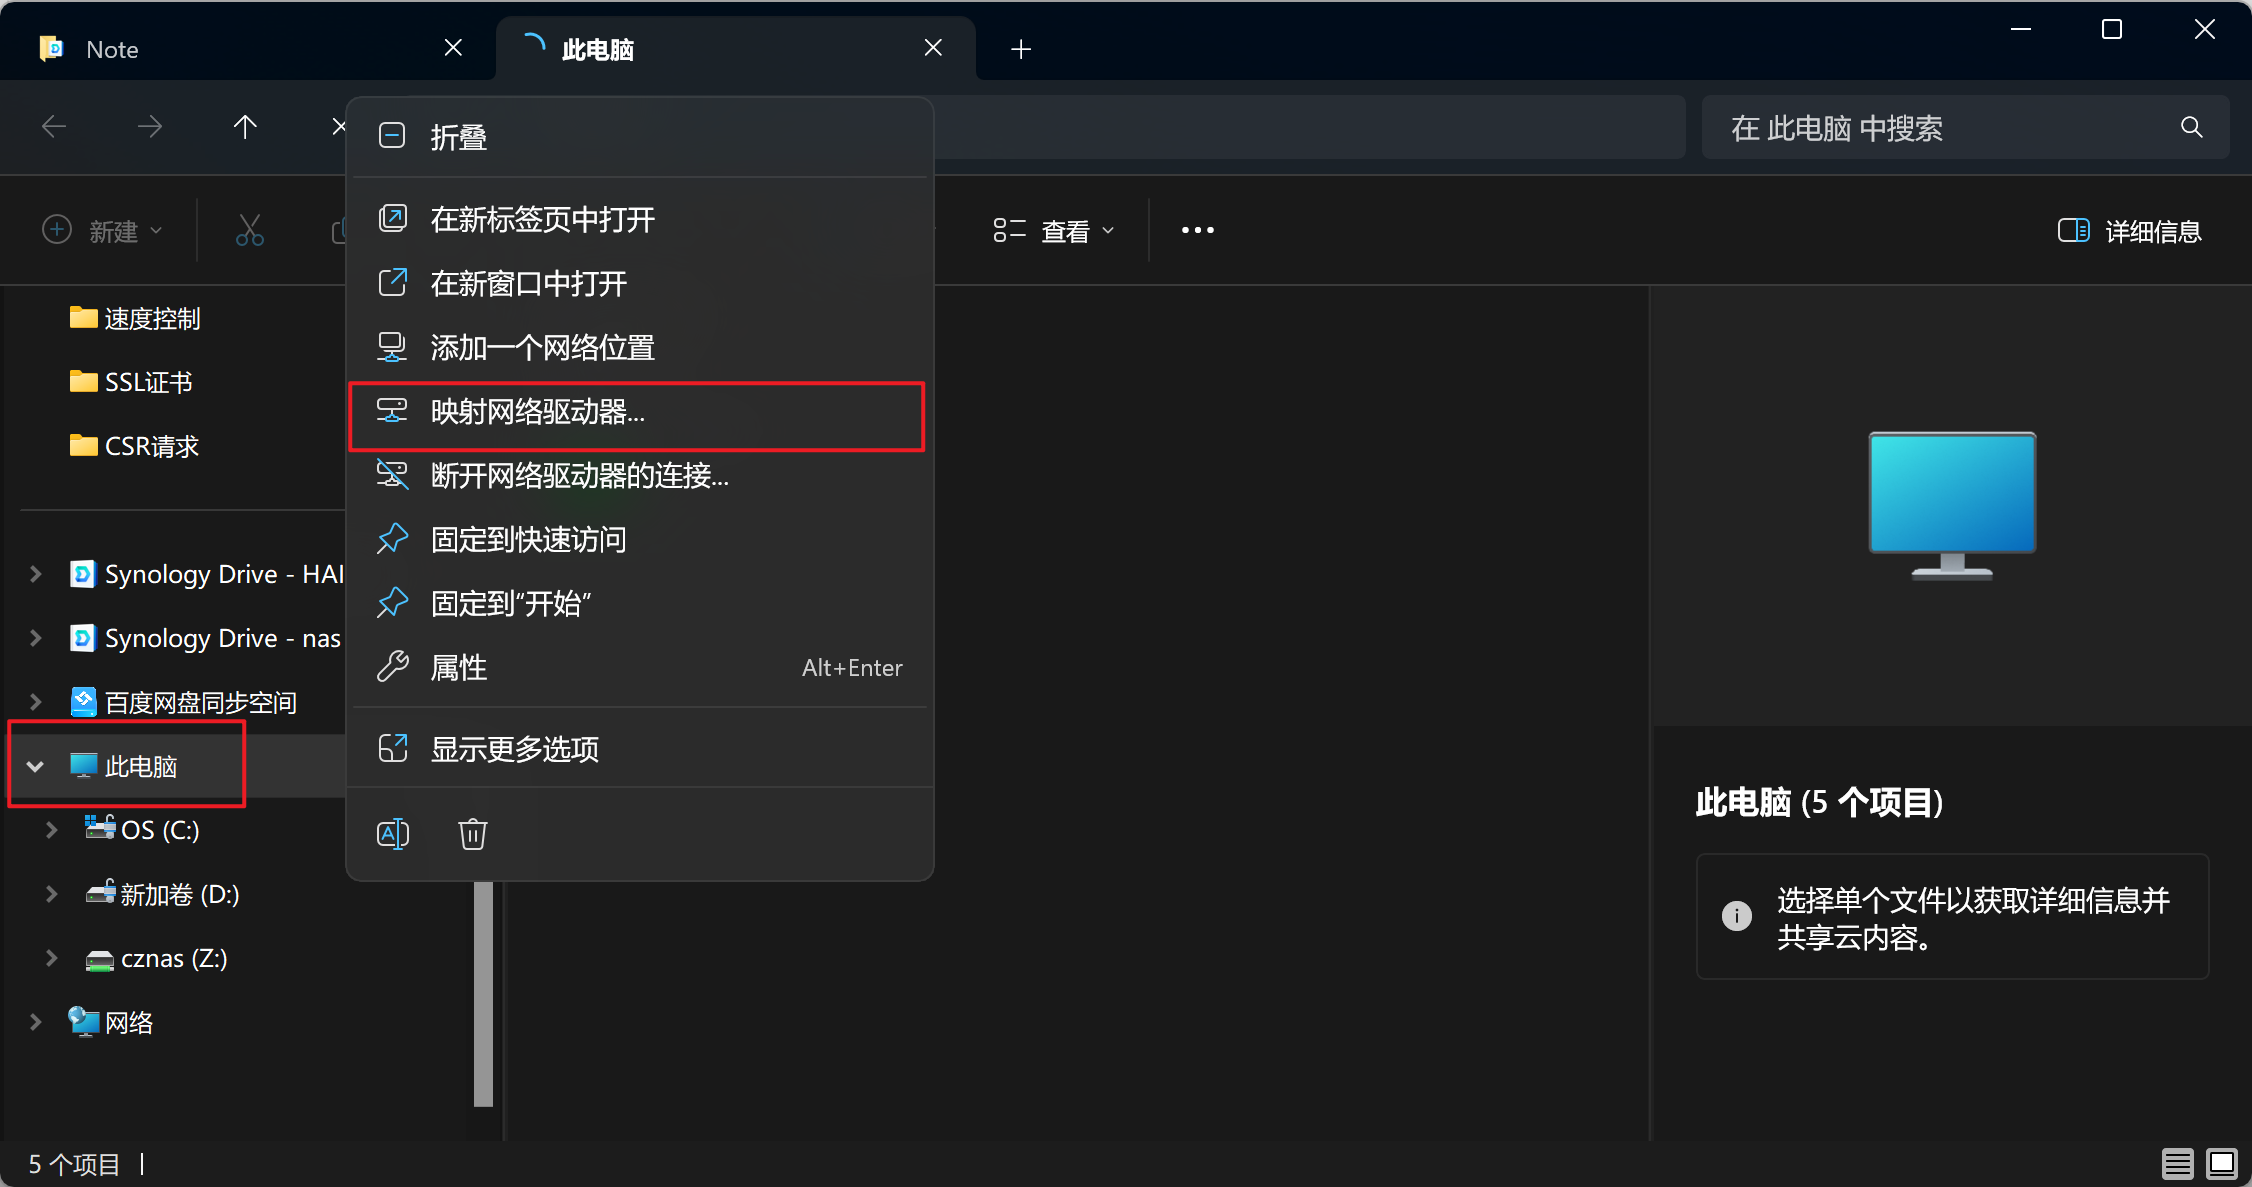 Note
此电脑
在 此电脑 中搜索
新建
查看
详细信息
速度控制
SSL证书
CSR请求
Synology Drive - HAI
Synology Drive - nas
百度网盘同步空间
此电脑
OS (C:)
新加卷 (D:)
cznas (Z:)
网络
折叠
在新标签页中打开
在新窗口中打开
添加一个网络位置
映射网络驱动器...
断开网络驱动器的连接...
固定到快速访问
固定到“开始”
属性 Alt+Enter
显示更多选项
此电脑 (5 个项目)
选择单个文件以获取详细信息并
共享云内容。
5 个项目